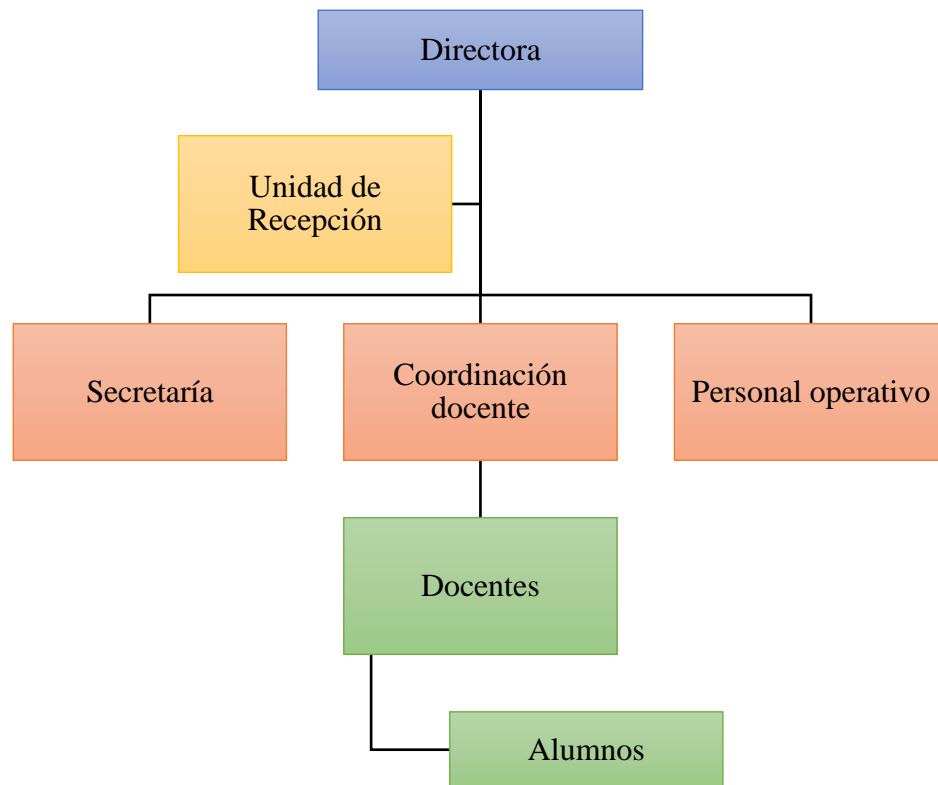 Directora
Unidad de
Recepción
Secretaría
Coordinación
docente
Personal operativo
Docentes
Alumnos